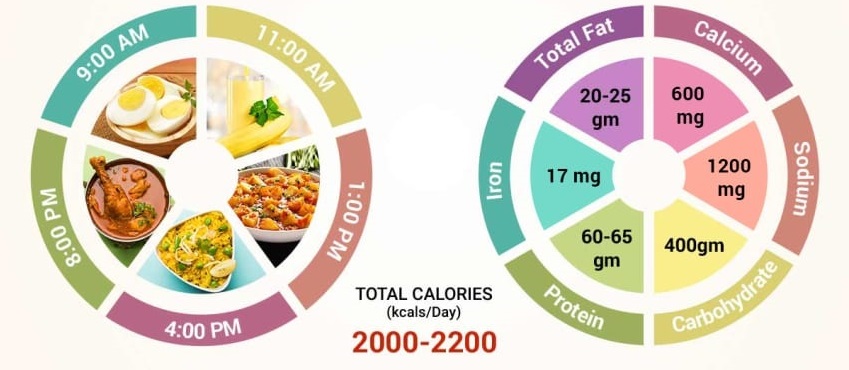 9:00 AM
11:00 AM
1:00 PM
4:00 PM
8:00 PM
TOTAL CALORIES
(kcals/Day)
2000-2200
Total Fat
20-25
gm
Calcium
600
mg
Sodium
1200
mg
Carbohydrate
400gm
Protein
60-65
gm
Iron
17 mg